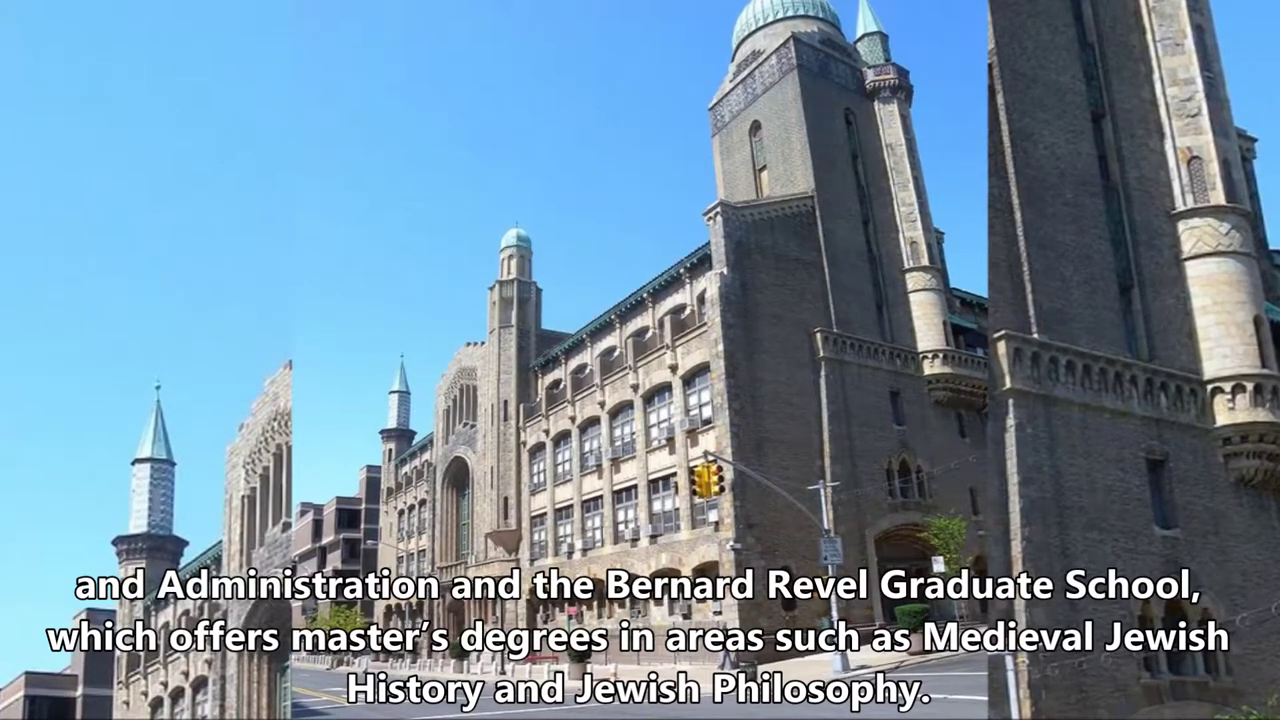 and Administration and the Bernard Revel Graduate School,
which offers master's degrees in areas such as Medieval Jewish
History and Jewish Philosophy.